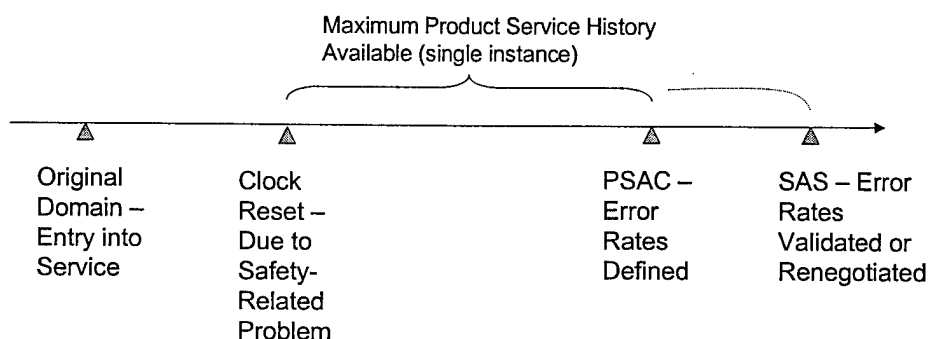 Maximum Product Service History
Available (single instance)
Original
Domain –
Entry into
Service
Clock
Reset –
Due to
Safety-
Related
Problem
PSAC –
Error
Rates
Defined
SAS – Error
Rates
Validated or
Renegotiated